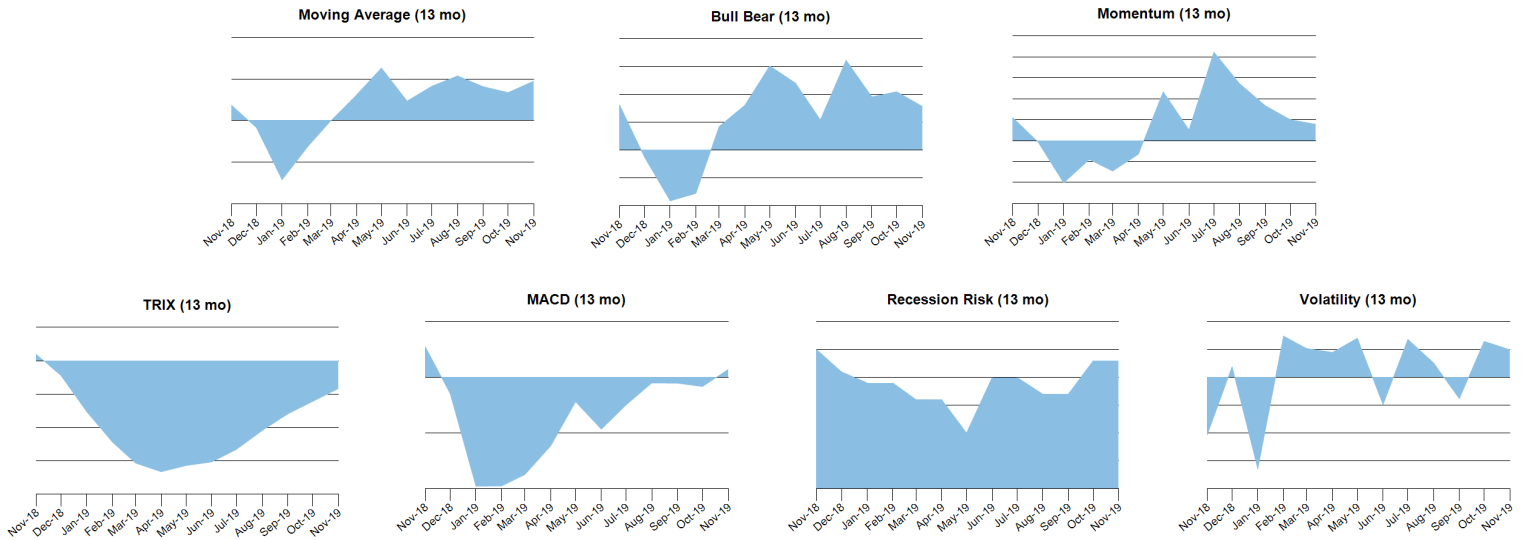 Moving Average (13 mo)
Nov-18 Dec-18 Jan-19 Feb-19 Mar-19 Apr-19 May-19 Jun-19 Jul-19 Aug-19 Sep-19 Oct-19 Nov-19
Bull Bear (13 mo)
Nov-18 Dec-18 Jan-19 Feb-19 Mar-19 Apr-19 May-19 Jun-19 Jul-19 Aug-19 Sep-19 Oct-19 Nov-19
Momentum (13 mo)
Nov-18 Dec-18 Jan-19 Feb-19 Mar-19 Apr-19 May-19 Jun-19 Jul-19 Aug-19 Sep-19 Oct-19 Nov-19
TRIX (13 mo)
Nov-18 Dec-18 Jan-19 Feb-19 Mar-19 Apr-19 May-19 Jun-19 Jul-19 Aug-19 Sep-19 Oct-19 Nov-19
MACD (13 mo)
Nov-18 Dec-18 Jan-19 Feb-19 Mar-19 Apr-19 May-19 Jun-19 Jul-19 Aug-19 Sep-19 Oct-19 Nov-19
Recession Risk (13 mo)
Nov-18 Dec-18 Jan-19 Feb-19 Mar-19 Apr-19 May-19 Jun-19 Jul-19 Aug-19 Sep-19 Oct-19 Nov-19
Volatility (13 mo)
Nov-18 Dec-18 Jan-19 Feb-19 Mar-19 Apr-19 May-19 Jun-19 Jul-19 Aug-19 Sep-19 Oct-19 Nov-19